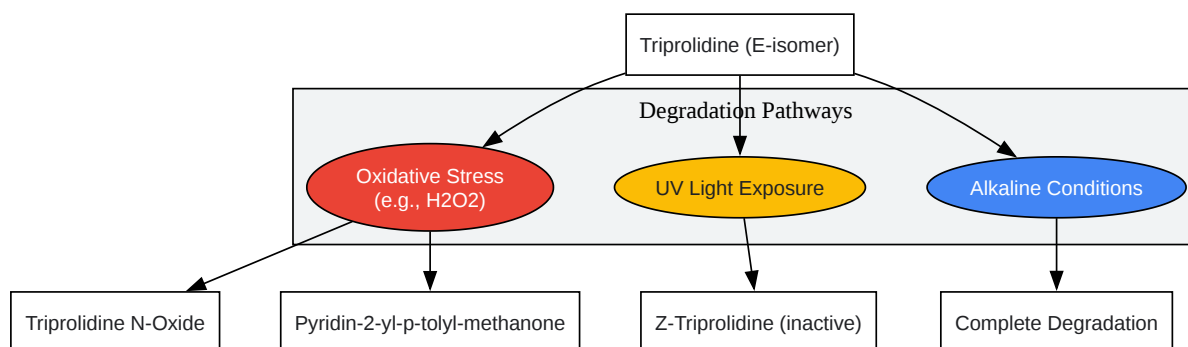 Triprolidine (E-isomer)
Degradation Pathways
Oxidative Stress
(e.g., H2O2)
UV Light Exposure
Alkaline Conditions
Triprolidine N-Oxide
Pyridin-2-yl-p-tolyl-methanone
Z-Triprolidine (inactive)
Complete Degradation